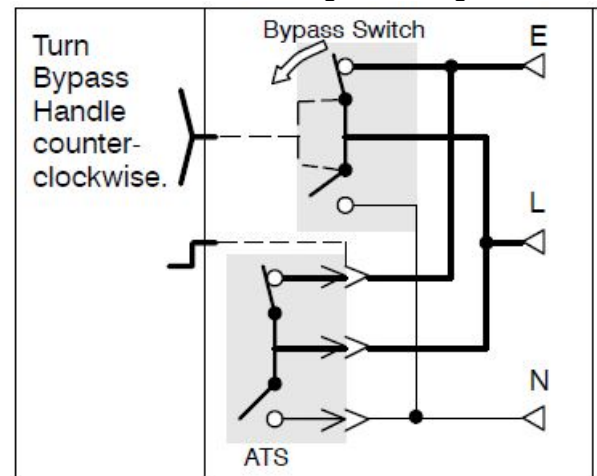 Turn
Bypass
Handle
counter-
clockwise.
Bypass Switch
E
L
N
ATS